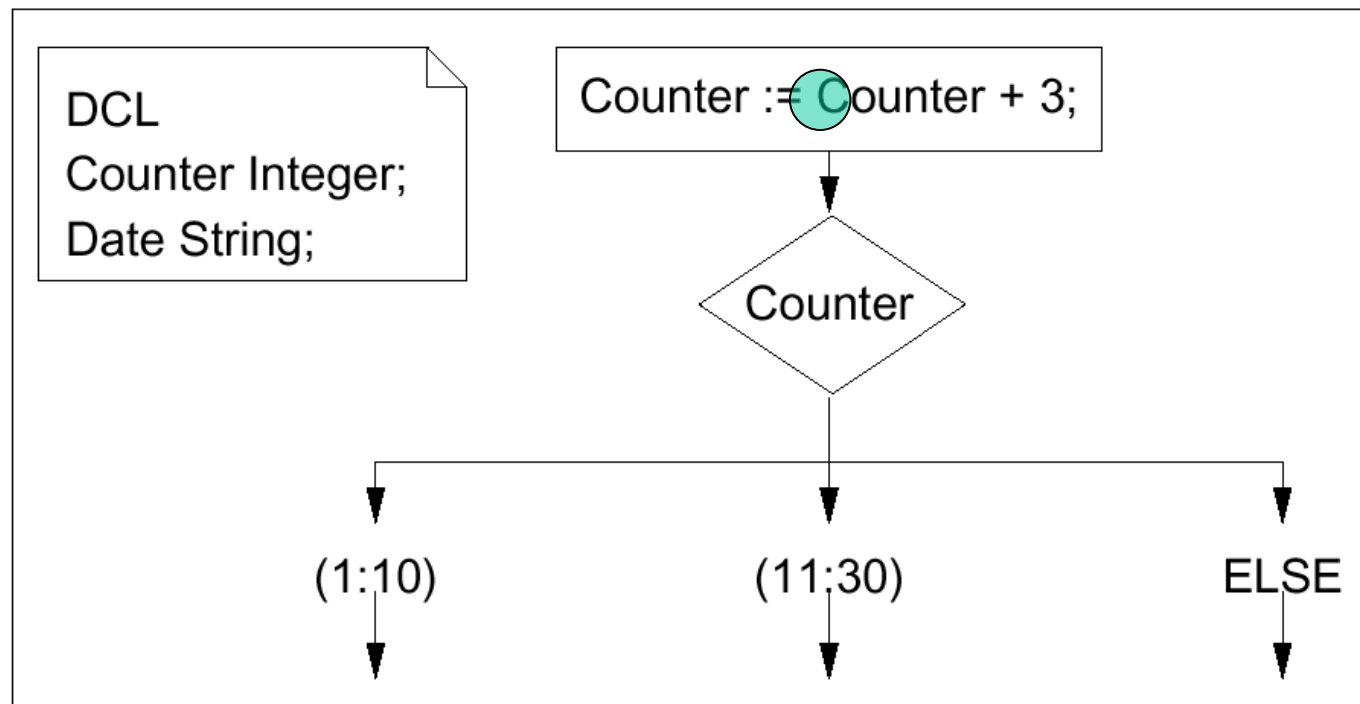 DCL
Counter Integer;
Date String;
Counter := Counter + 3;
Counter
(1:10)
(11:30)
ELSE